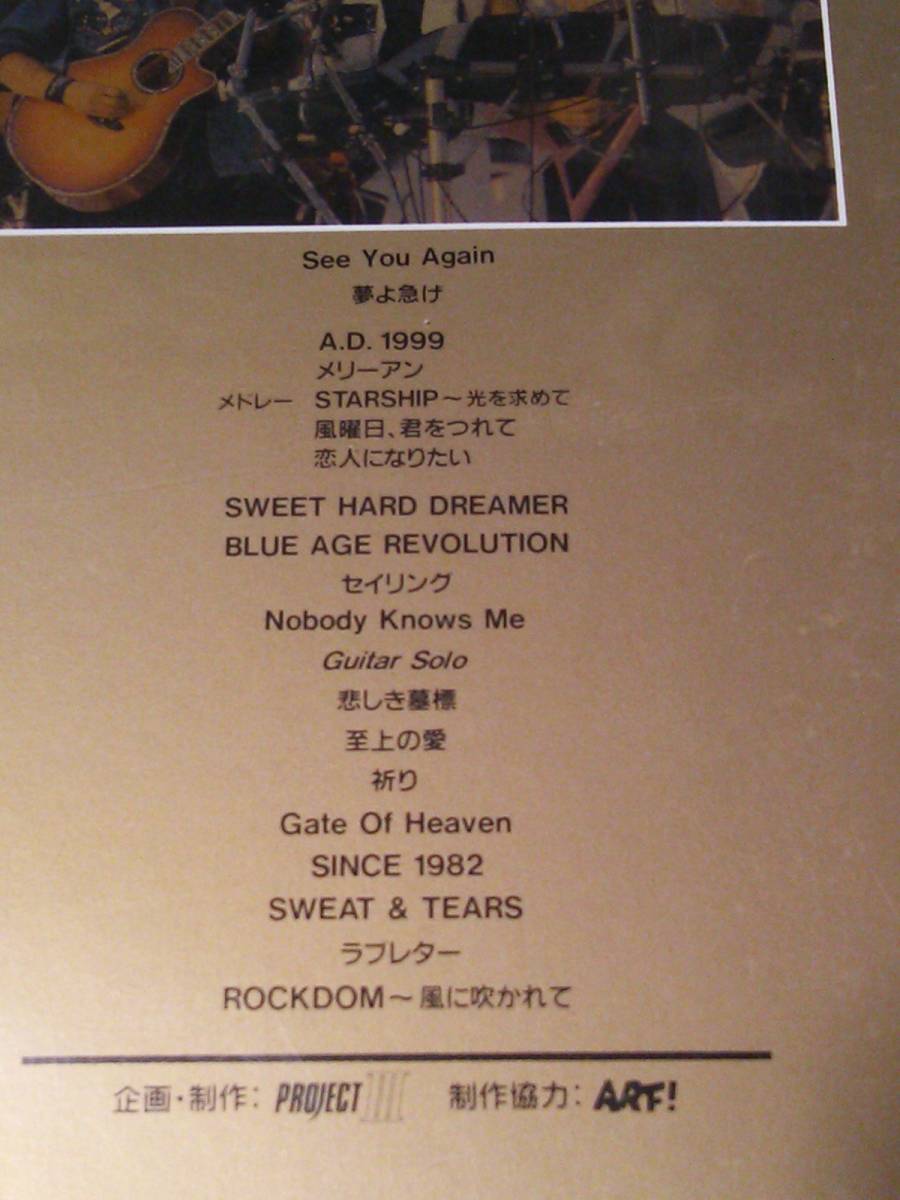 See You Again
夢よ急げ
A.D. 1999
メリーアン
メドレー STARSHIP～光を求めて
風曜日、君をつれて
恋人になりたい
SWEET HARD DREAMER
BLUE AGE REVOLUTION
セイリング
Nobody Knows Me
Guitar Solo
悲しき墓標
至上の愛
祈り
Gate Of Heaven
SINCE 1982
SWEAT & TEARS
ラブレター
ROCKDOM～風に吹かれて
企画・制作：PROJECT III 制作協力：ART!